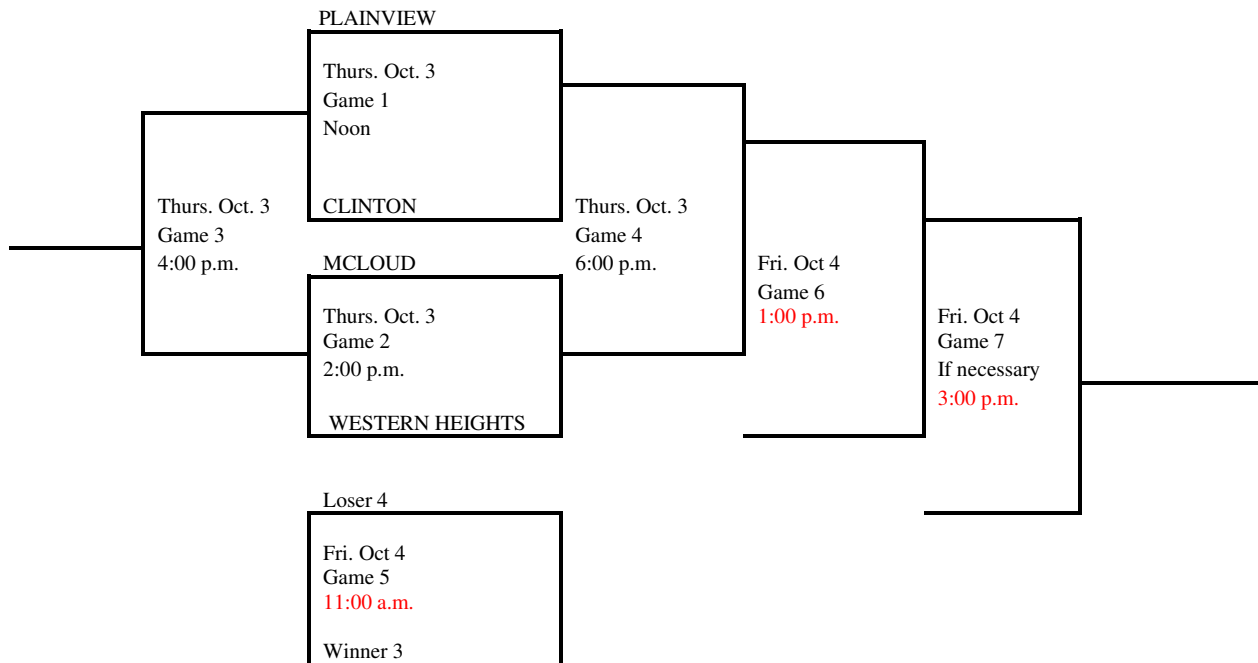 PLAINVIEW
Thurs. Oct. 3
Game 1
Noon
CLINTON
Thurs. Oct. 3
Game 3
4:00 p.m.
MCLOUD
Thurs. Oct. 3
Game 2
2:00 p.m.
WESTERN HEIGHTS
Thurs. Oct. 3
Game 4
6:00 p.m.
Fri. Oct 4
Game 6
1:00 p.m.
Fri. Oct 4
Game 7
If necessary
3:00 p.m.
Loser 4
Fri. Oct 4
Game 5
11:00 a.m.
Winner 3